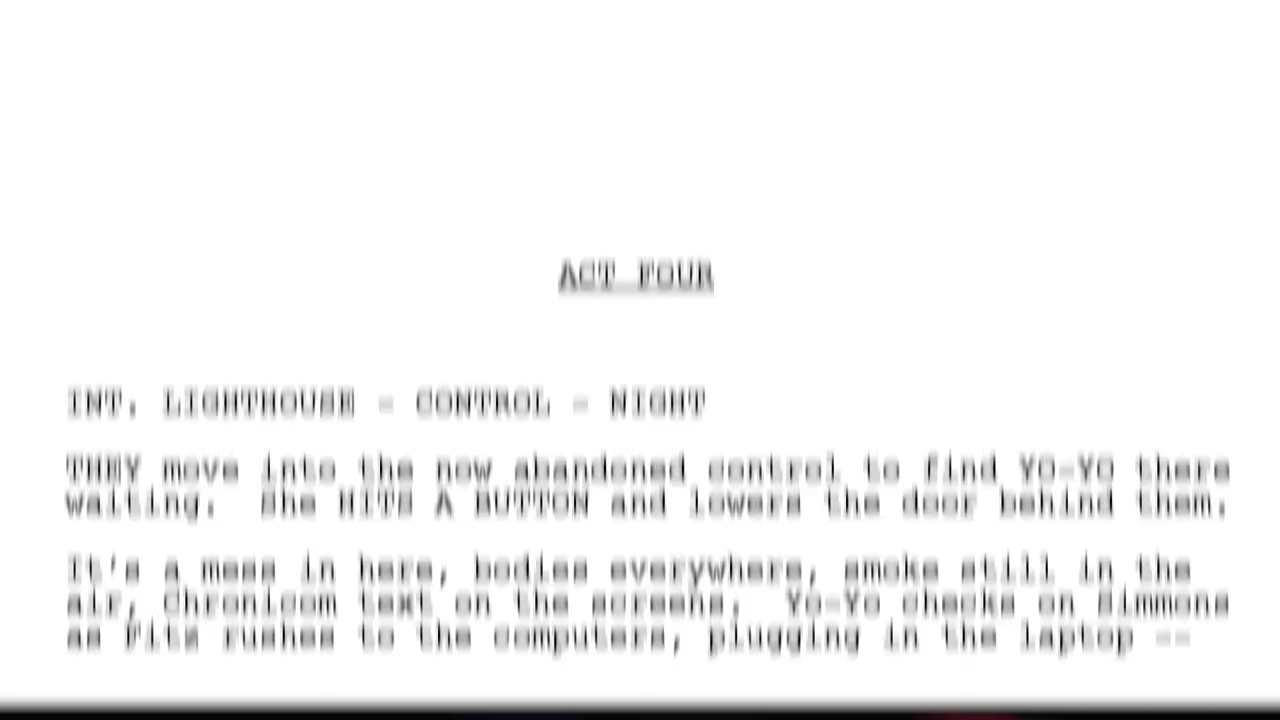 ACT FOUR
INT. LIGHTHOUSE - CONTROL - NIGHT
THEY move into the now abandoned control to find YO-YO there
waiting. She HITS A BUTTON and lowers the door behind them.
It's a mess in here, bodies everywhere, smoke still in the
air, Chronicom text on the screens. Yo-Yo checks on Simmons
as Fitz rushes to the computers, plugging in the laptop --